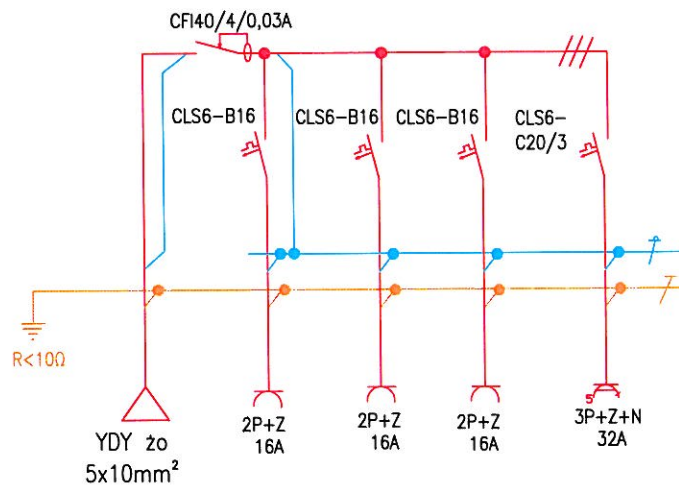 CFI40/4/0,03A
CLS6-B16
CLS6-B16
CLS6-B16
CLS6-
C20/3
R<10Ω
YDY żo
5x10mm²
2P+Z
16A
2P+Z
16A
2P+Z
16A
5
3P+Z+N
32A